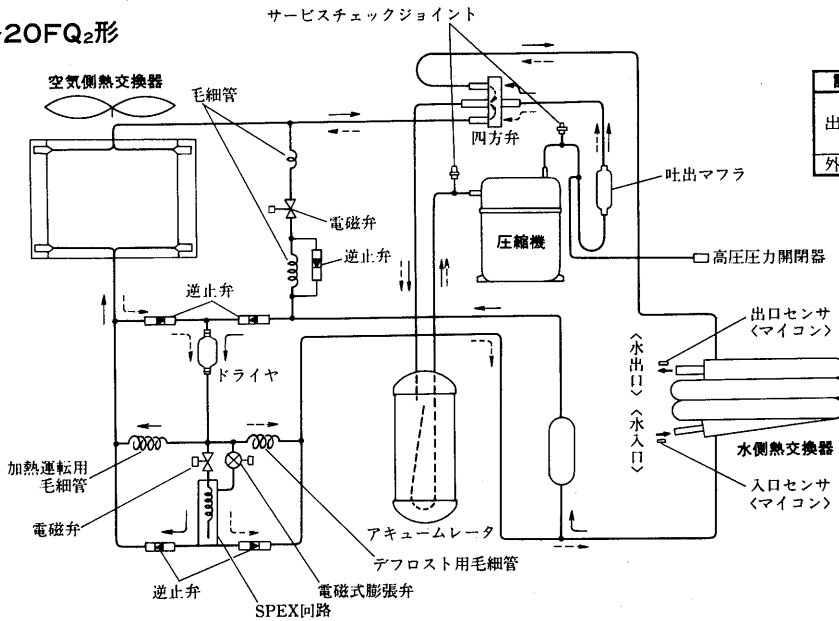 -20FQ₂形
サービスチェックジョイント
空気側熱交換器
毛細管
四方弁
吐出マフラ
電磁弁
逆止弁
圧縮機
高圧圧力開閉器
出
外
逆止弁
ドライヤ
出口センサ
〈マイコン〉
〈水出口〉
〈水入口〉
水側熱交換器
入口センサ
〈マイコン〉
加熱運転用
毛細管
電磁弁
アキュームレータ
デフロスト用毛細管
逆止弁
電磁式膨張弁
SPEX回路